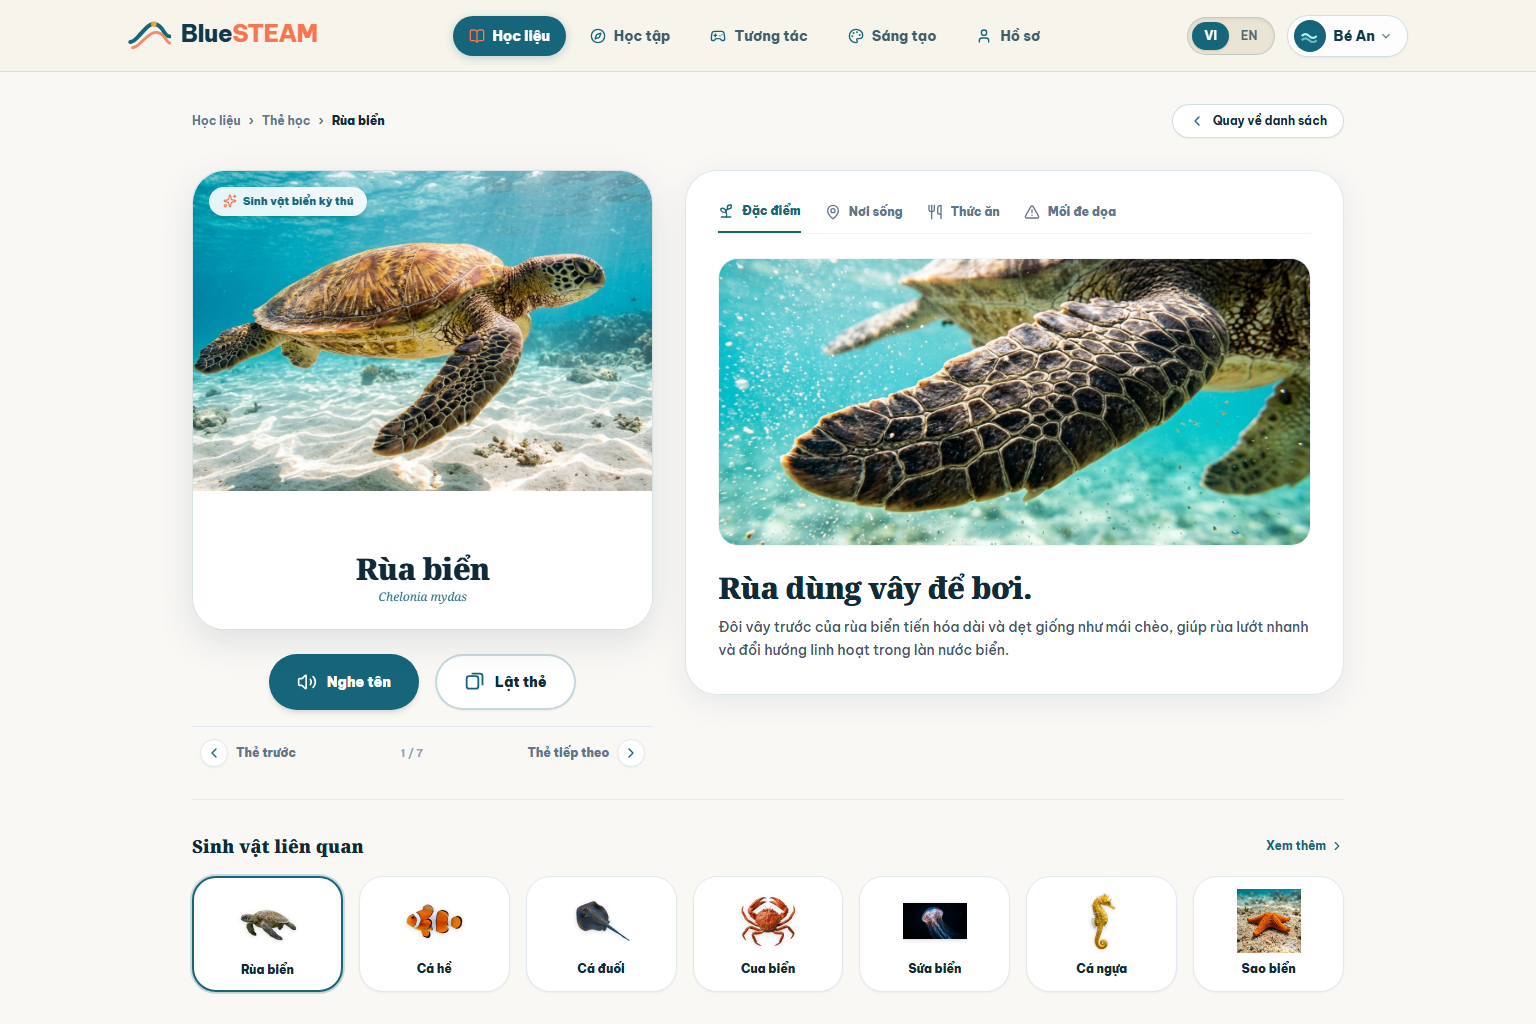 BlueSTEAM
Học liệu
Học tập
Tương tác
Sáng tạo
Hồ sơ
VI
EN
Bé An
Học liệu
Thẻ học
Rùa biển
Quay về danh sách
Sinh vật biển kỳ thú
Rùa biển
Chelonia mydas
Nghe tên
Lật thẻ
Thẻ trước
1 / 7
Thẻ tiếp theo
Đặc điểm
Nơi sống
Thức ăn
Mối đe dọa
Rùa dùng vây để bơi.
Đôi vây trước của rùa biển tiến hóa dài và dẹt giống như mái chèo, giúp rùa lướt nhanh
và đổi hướng linh hoạt trong làn nước biển.
Sinh vật liên quan
Xem thêm
Rùa biển
Cá hề
Cá đuối
Cua biển
Sứa biển
Cá ngựa
Sao biển